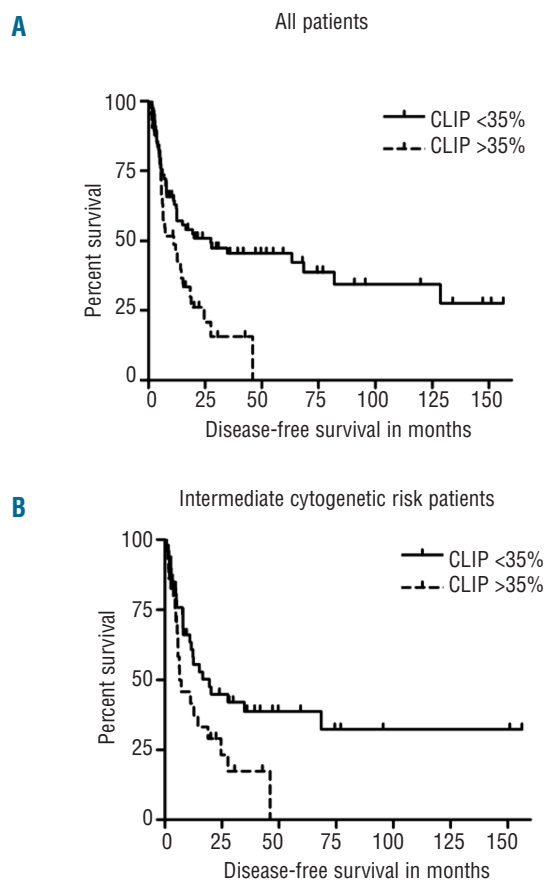 A
All patients
100
75
50
25
0
Percent survival
CLIP <35%
CLIP >35%
0 25 50 75 100 125 150
Disease-free survival in months
B
Intermediate cytogenetic risk patients
100
75
50
25
0
Percent survival
CLIP <35%
CLIP >35%
0 25 50 75 100 125 150
Disease-free survival in months